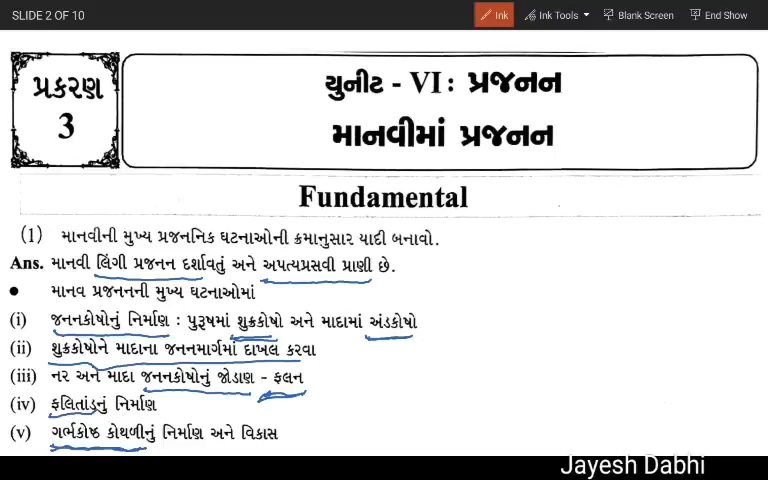 SLIDE 2 OF 10
Ink
Ink Tools
Blank Screen
End Show
પ્રકરણ
3
યુનીટ - VI : પ્રજનન
માનવીમાં પ્રજનન
Fundamental
(1) માનવીની મુખ્ય પ્રજનનિક ઘટનાઓની ક્રમાનુસાર યાદી બનાવો.
Ans. માનવી લિંગી પ્રજનન દર્શાવતું અને અપત્યપ્રસવી પ્રાણી છે.
● માનવ પ્રજનનની મુખ્ય ઘટનાઓમાં
(i) જનનકોષોનું નિર્માણ : પુરૂષમાં શુક્રકોષો અને માદામાં અંડકોષો
(ii) શુક્રકોષોને માદાના જનનમાર્ગમાં દાખલ કરવા
(iii) નર અને માદા જનનકોષોનું જોડાણ - ફલન
(iv) ફલિતાંડનું નિર્માણ
(v) ગર્ભકોષ્ઠ કોથળીનું નિર્માણ અને વિકાસ
Jayesh Dabhi